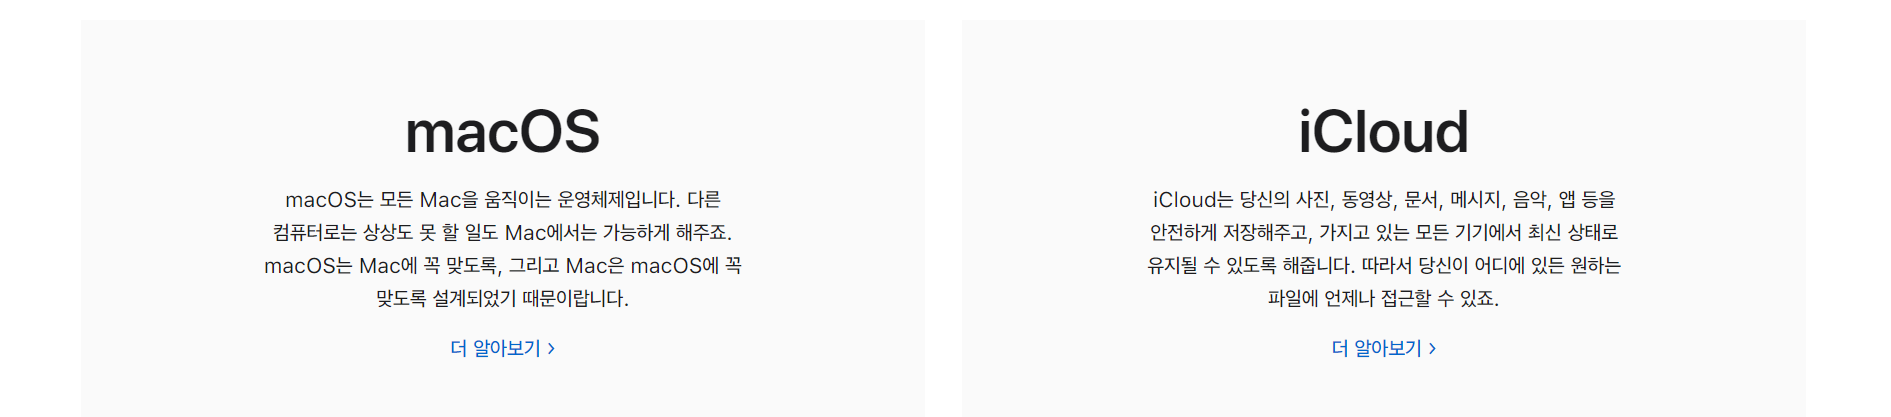 macOS
macOS는 모든 Mac을 움직이는 운영체제입니다. 다른
컴퓨터로는 상상도 못 할 일도 Mac에서는 가능하게 해주죠.
macOS는 Mac에 꼭 맞도록, 그리고 Mac은 macOS에 꼭
맞도록 설계되었기 때문이랍니다.
더 알아보기 >
iCloud
iCloud는 당신의 사진, 동영상, 문서, 메시지, 음악, 앱 등을
안전하게 저장해주고, 가지고 있는 모든 기기에서 최신 상태로
유지될 수 있도록 해줍니다. 따라서 당신이 어디에 있든 원하는
파일에 언제나 접근할 수 있죠.
더 알아보기 >